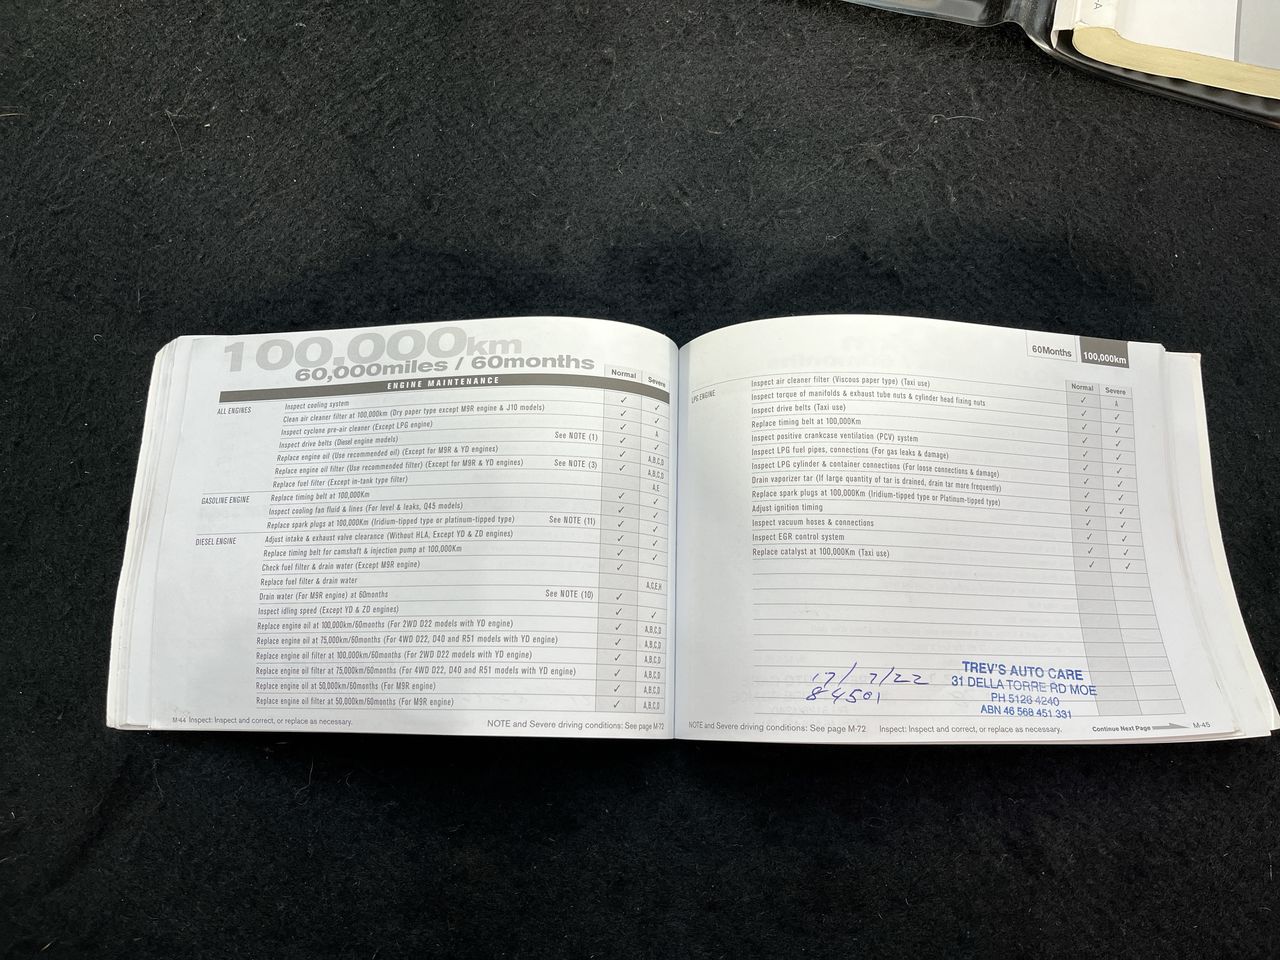 100,000km
60,000miles / 60months
ENGINE MAINTENANCE
Normal Severe
ALL ENGINES
Inspect cooling system ✓ ✓
Clean air cleaner filter at 100,000km (Dry paper type except M9R engine & J10 models) ✓ ✓
Inspect cyclone pre-air cleaner (Except LPG engine) ✓ A
Inspect drive belts (Diesel engine models) See NOTE (1) ✓ ✓
Replace engine oil (Use recommended oil) (Except for M9R & YD engines) ✓ A,B,C,D
Replace engine oil filter (Use recommended filter) (Except for M9R & YD engines) See NOTE (3) ✓ A,B,C,D
Replace fuel filter (Except in-tank type filter) A,E
GASOLINE ENGINE
Replace timing belt at 100,000Km ✓ ✓
Inspect cooling fan fluid & lines (For level & leaks, Q45 models) ✓ ✓
Replace spark plugs at 100,000Km (Iridium-tipped type or platinum-tipped type) See NOTE (11) ✓ ✓
DIESEL ENGINE
Adjust intake & exhaust valve clearance (Without HLA, Except YD & ZD engines) ✓ ✓
Replace timing belt for camshaft & injection pump at 100,000Km ✓ ✓
Check fuel filter & drain water (Except M9R engine) ✓
Replace fuel filter & drain water A,C,E,H
Drain water (For M9R engine) at 60months See NOTE (10) ✓
Inspect idling speed (Except YD & ZD engines) ✓ ✓
Replace engine oil at 100,000km/60months (For 2WD D22 models with YD engine) ✓ A,B,C,D
Replace engine oil at 75,000km/60months (For 4WD D22, D40 and R51 models with YD engine) ✓ A,B,C,D
Replace engine oil filter at 100,000km/60months (For 2WD D22 models with YD engine) ✓ A,B,C,D
Replace engine oil filter at 75,000km/60months (For 4WD D22, D40 and R51 models with YD engine) ✓ A,B,C,D
Replace engine oil at 50,000km/60months (For M9R engine) ✓ A,B,C,D
Replace engine oil filter at 50,000km/60months (For M9R engine) ✓ A,B,C,D
M-44 Inspect: Inspect and correct, or replace as necessary. NOTE and Severe driving conditions: See page M-72
60Months 100,000km
Normal Severe
LPG ENGINE
Inspect air cleaner filter (Viscous paper type) (Taxi use) ✓ A
Inspect torque of manifolds & exhaust tube nuts & cylinder head fixing nuts ✓ ✓
Inspect drive belts (Taxi use) ✓ ✓
Replace timing belt at 100,000Km ✓ ✓
Inspect positive crankcase ventilation (PCV) system ✓ ✓
Inspect LPG fuel pipes, connections (For gas leaks & damage) ✓ ✓
Inspect LPG cylinder & container connections (For loose connections & damage) ✓ ✓
Drain vaporizer tar (If large quantity of tar is drained, drain tar more frequently) ✓ ✓
Replace spark plugs at 100,000Km (Iridium-tipped type or Platinum-tipped type) ✓ ✓
Adjust ignition timing ✓ ✓
Inspect vacuum hoses & connections ✓ ✓
Inspect EGR control system ✓ ✓
Replace catalyst at 100,000Km (Taxi use) ✓ ✓
17/7/22
84501
TREV'S AUTO CARE
31 DELLA TORRE RD MOE
PH 5126 4240
ABN 46 568 451 331
NOTE and Severe driving conditions: See page M-72 Inspect: Inspect and correct, or replace as necessary. Continue Next Page M-45
-A